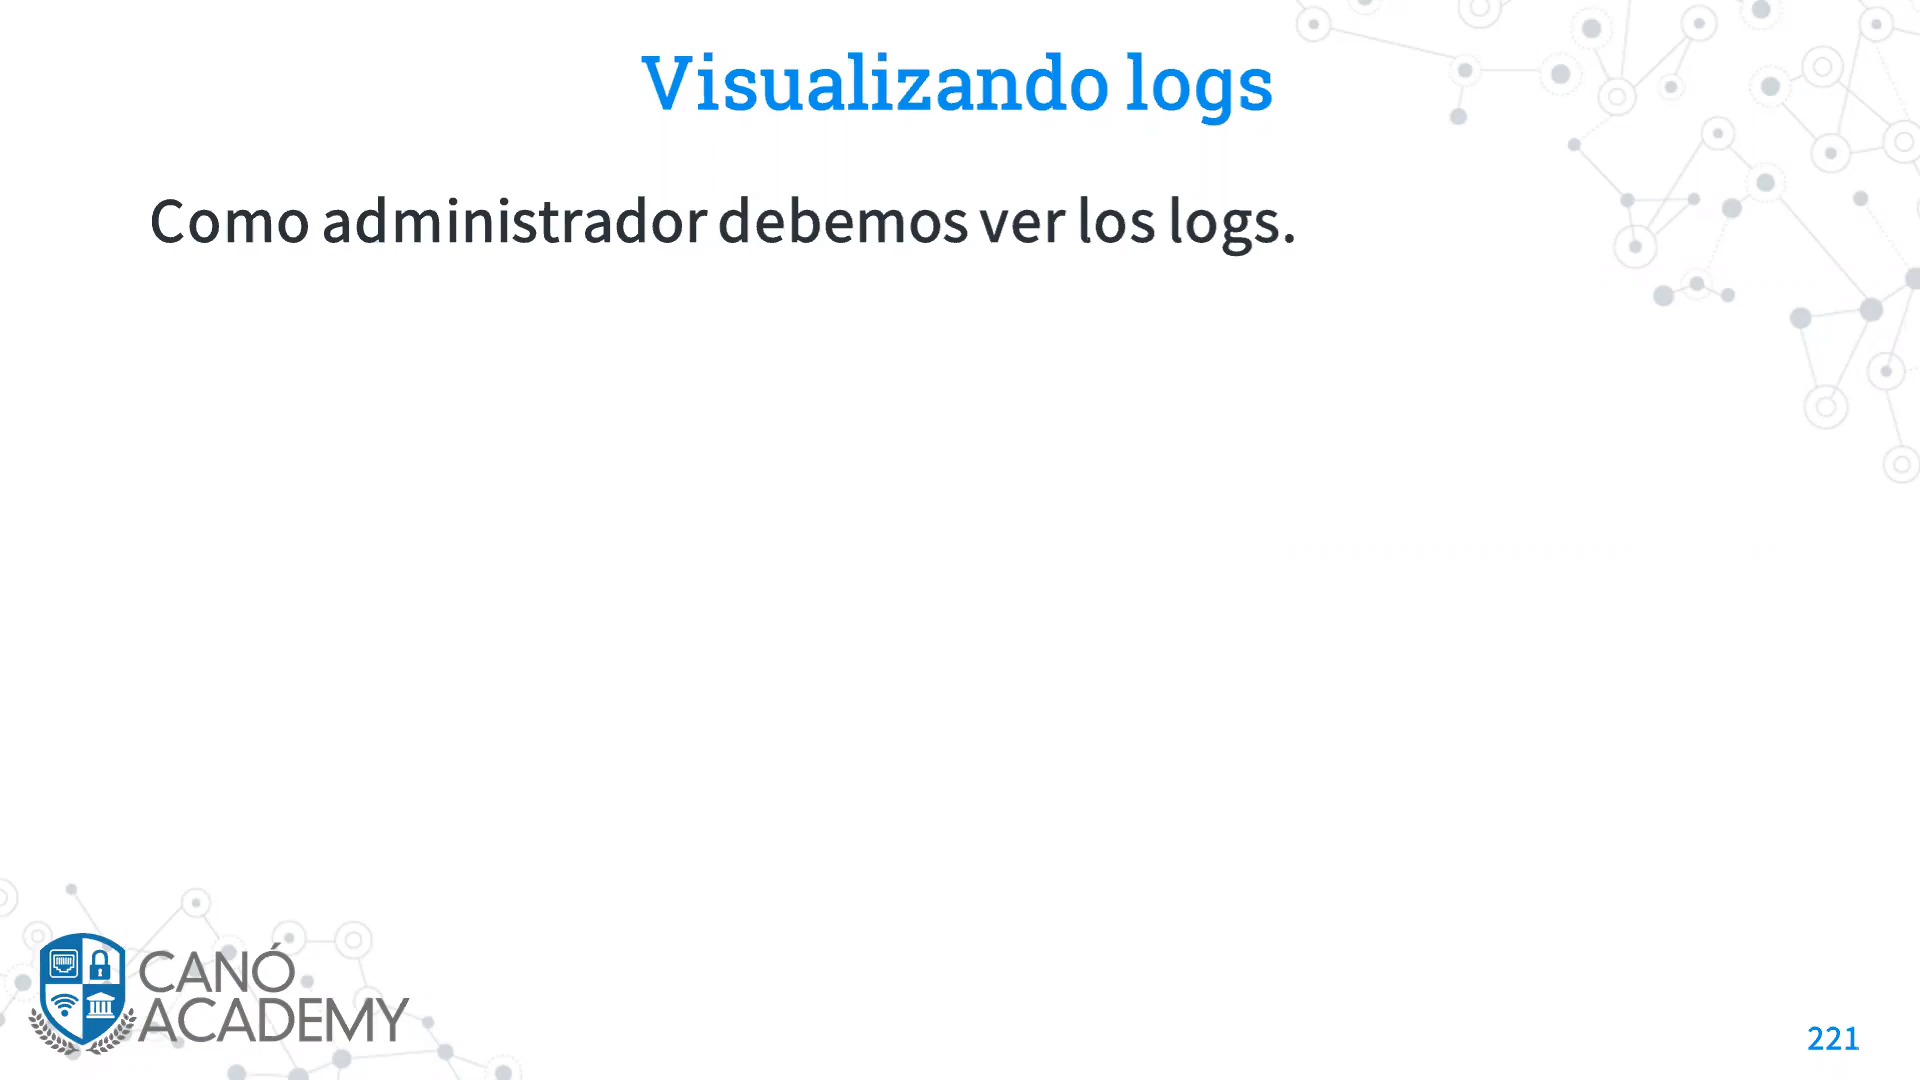 Visualizando logs
Como administrador debemos ver los logs.
CANÓ
ACADEMY
221